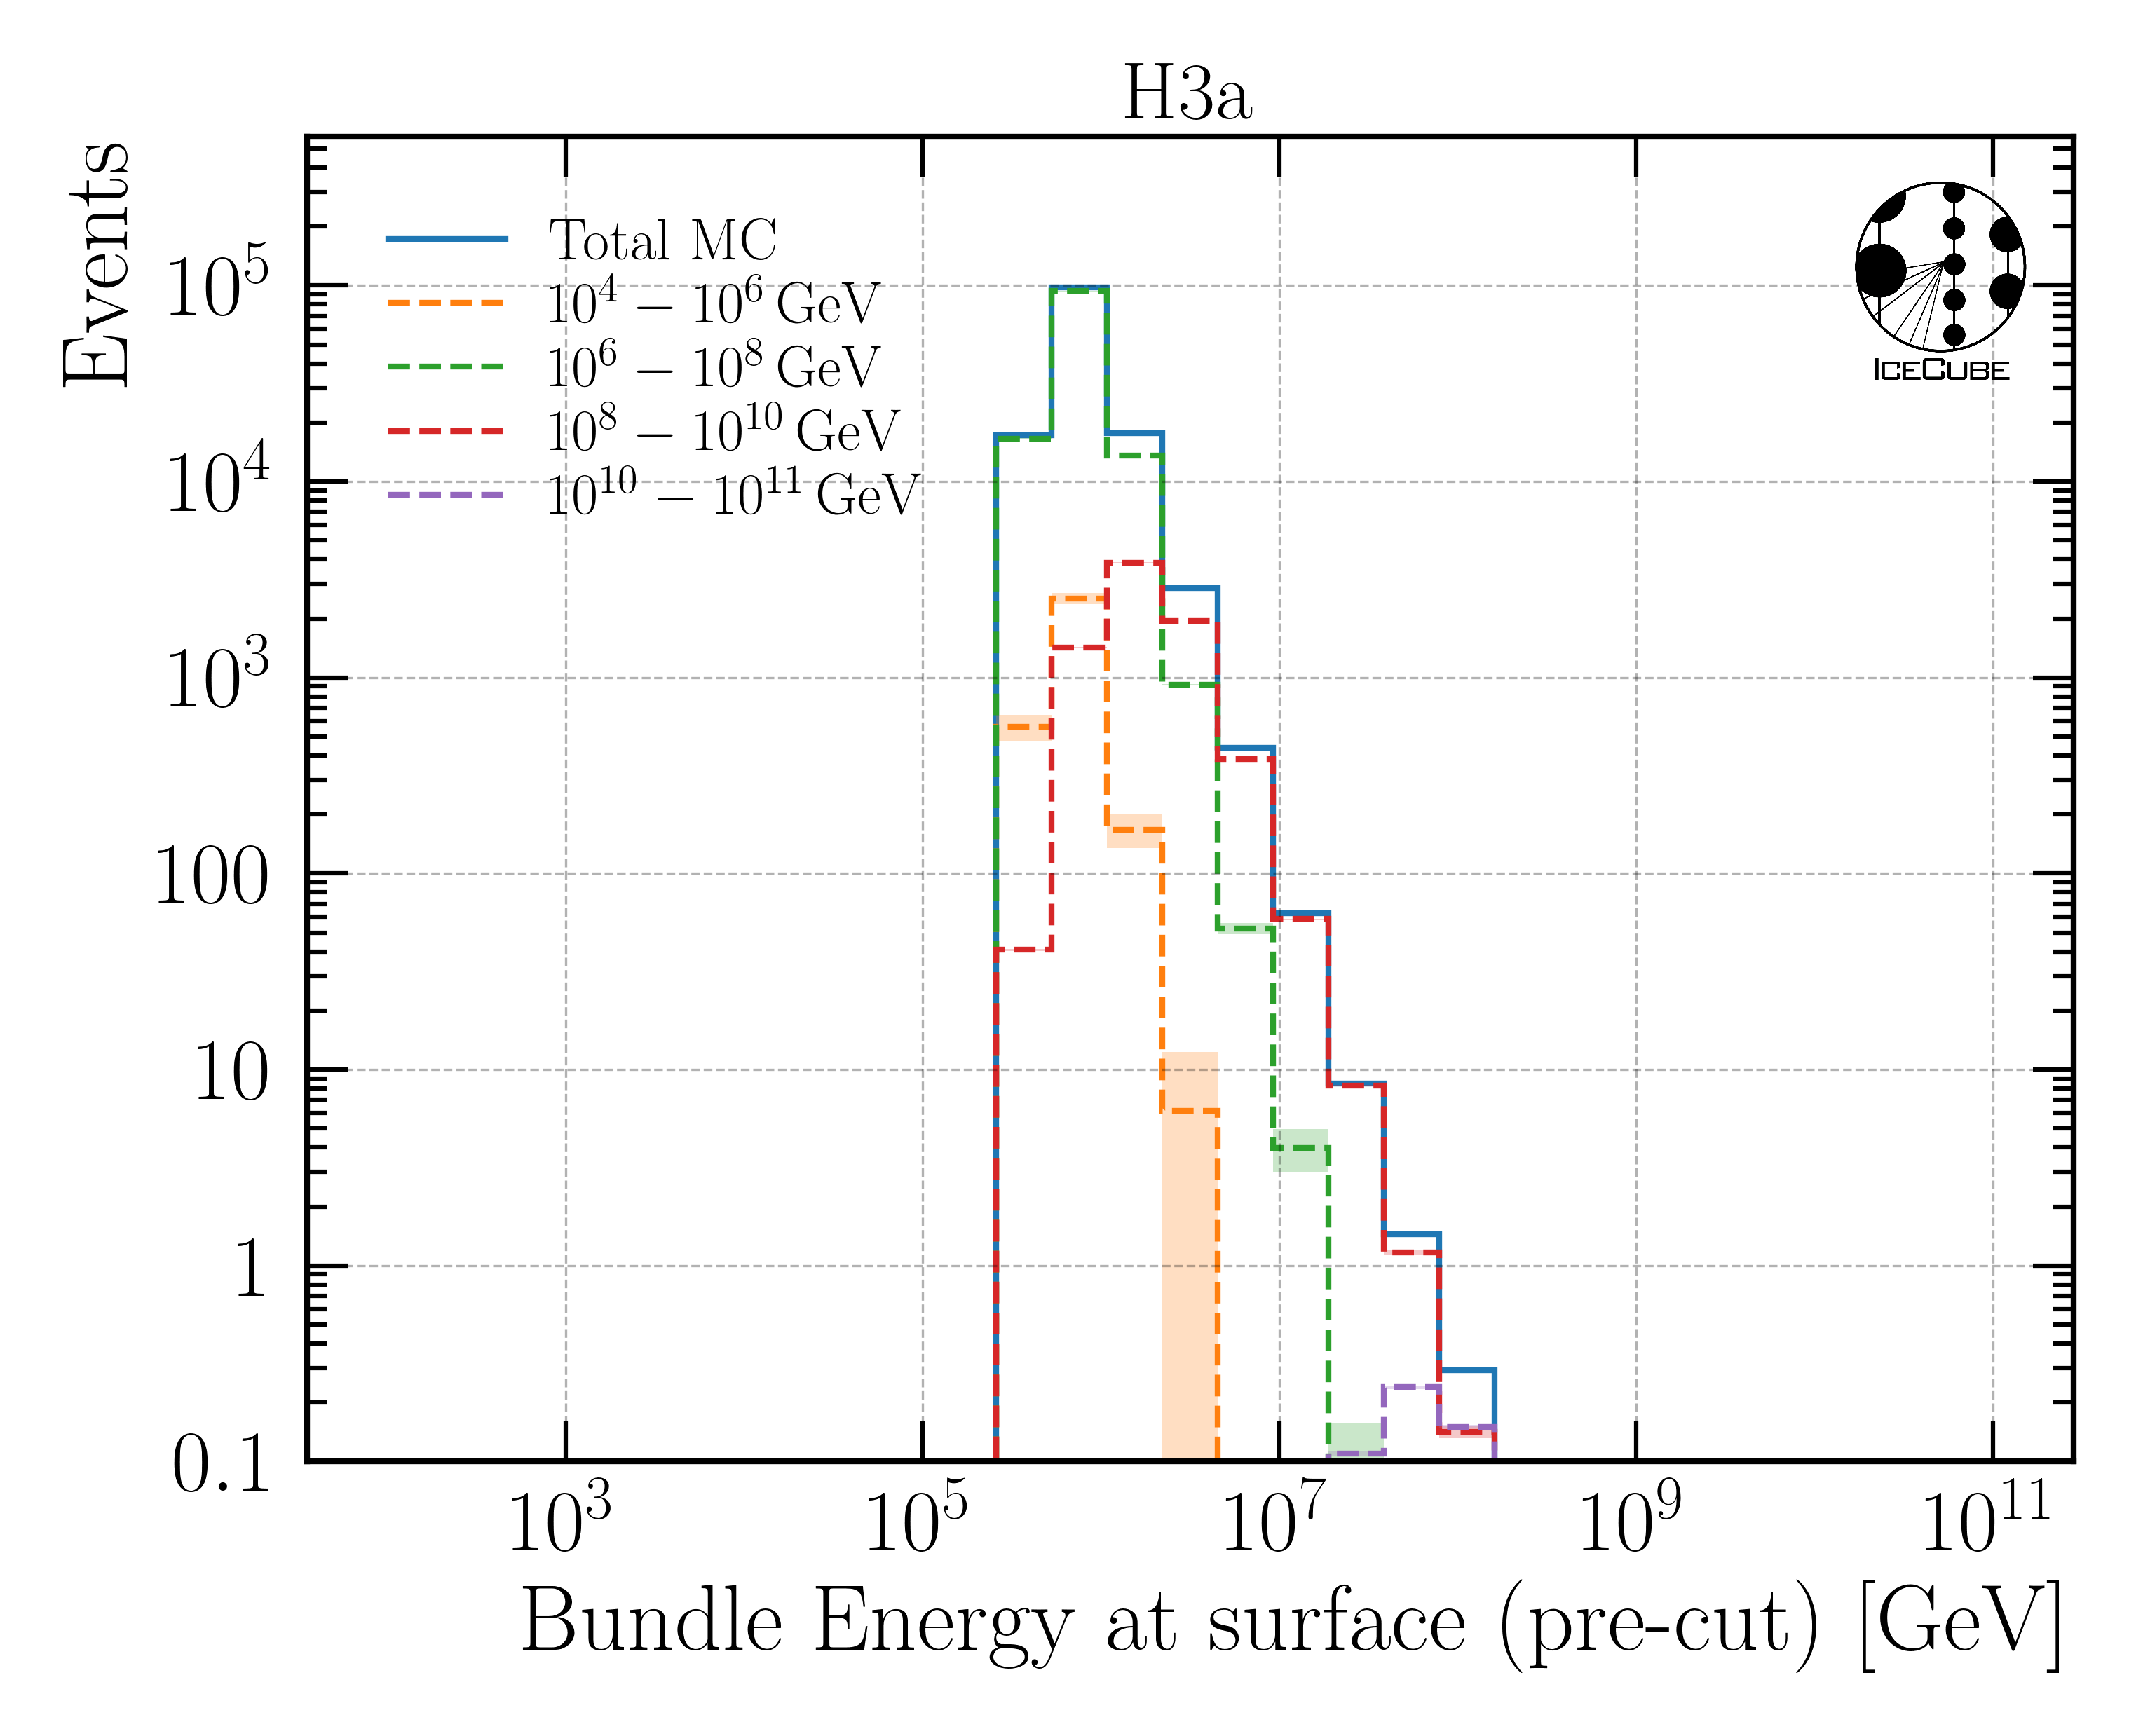 H3a
Events
Total MC
10⁴ − 10⁶ GeV
10⁶ − 10⁸ GeV
10⁸ − 10¹⁰ GeV
10¹⁰ − 10¹¹ GeV
ICECUBE
10⁵
10⁴
10³
100
10
1
0.1
10³ 10⁵ 10⁷ 10⁹ 10¹¹
Bundle Energy at surface (pre-cut) [GeV]